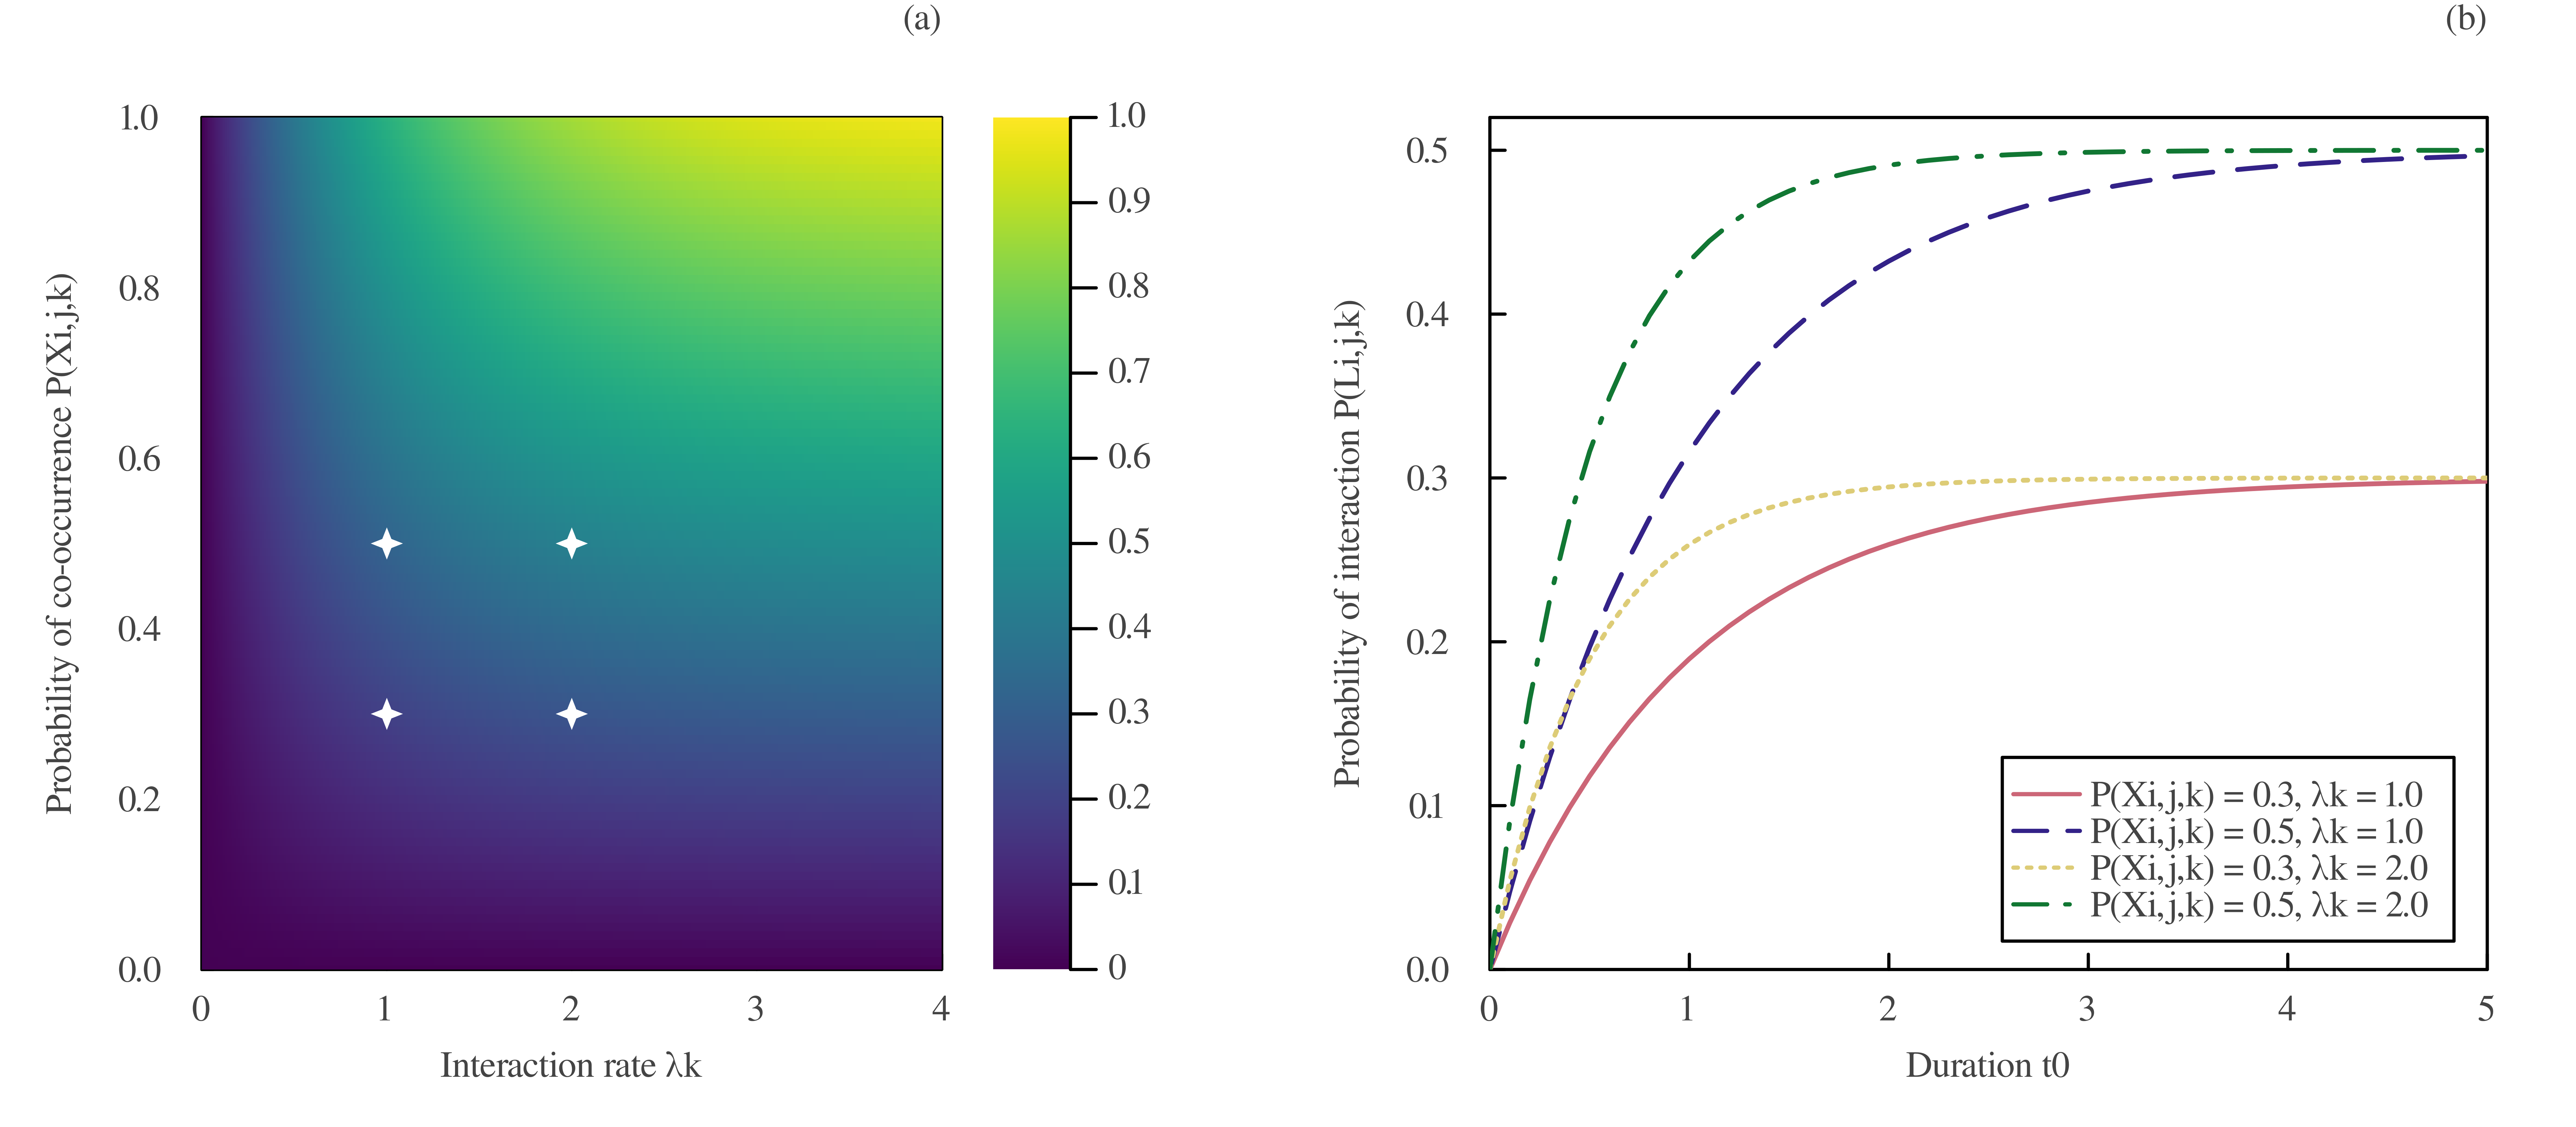 (a)
Probability of co-occurrence P(Xi,j,k)
1.0
0.8
0.6
0.4
0.2
0.0
0 1 2 3 4
Interaction rate λk
1.0
0.9
0.8
0.7
0.6
0.5
0.4
0.3
0.2
0.1
0
(b)
Probability of interaction P(Li,j,k)
0.5
0.4
0.3
0.2
0.1
0.0
0 1 2 3 4 5
Duration t0
P(Xi,j,k) = 0.3, λk = 1.0
P(Xi,j,k) = 0.5, λk = 1.0
P(Xi,j,k) = 0.3, λk = 2.0
P(Xi,j,k) = 0.5, λk = 2.0